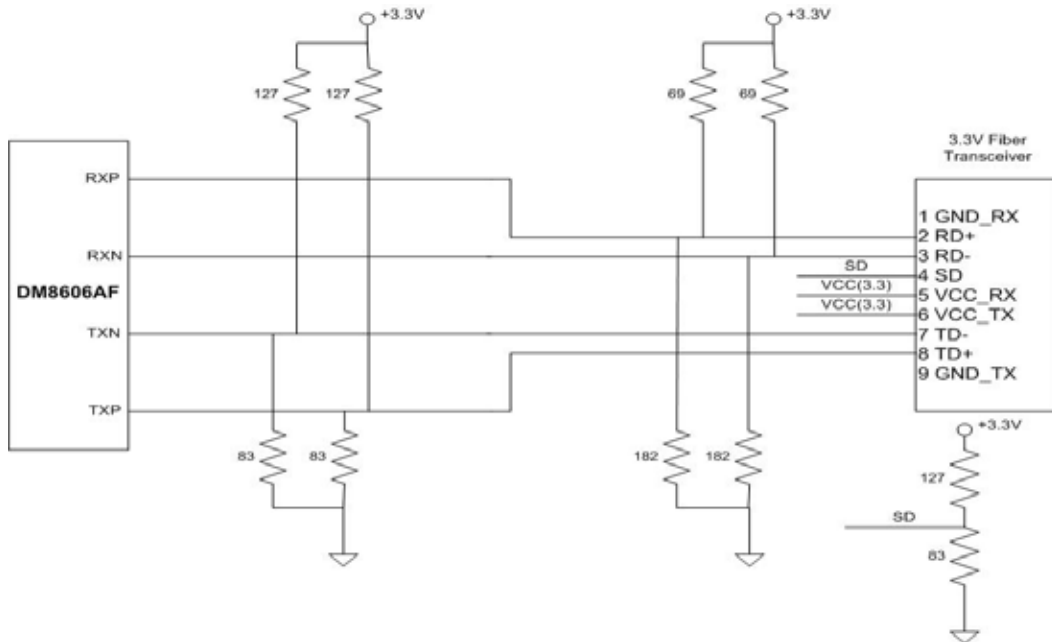 +3.3V
+3.3V
127
127
69
69
3.3V Fiber
Transceiver
RXP
1 GND_RX
2 RD+
RXN
3 RD-
SD
4 SD
DM8606AF
VCC(3.3)
5 VCC_RX
VCC(3.3)
6 VCC_TX
TXN
7 TD-
8 TD+
9 GND_TX
TXP
+3.3V
83
83
182
182
127
SD
83